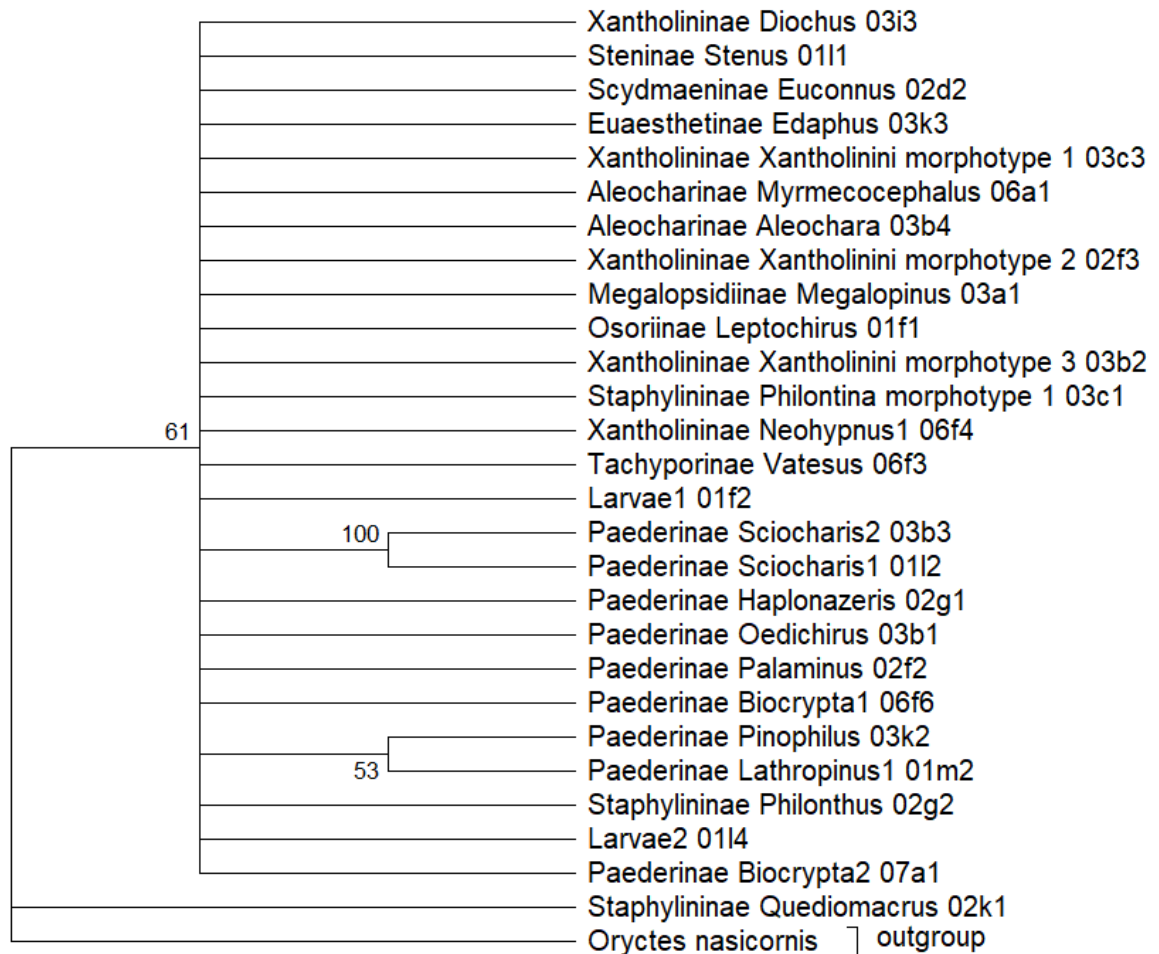 Xantholininae Diochus 03i3
Steninae Stenus 01l1
Scydmaeninae Euconnus 02d2
Euaesthetinae Edaphus 03k3
Xantholininae Xantholinini morphotype 1 03c3
Aleocharinae Myrmecocephalus 06a1
Aleocharinae Aleochara 03b4
Xantholininae Xantholinini morphotype 2 02f3
Megalopsidiinae Megalopinus 03a1
Osoriinae Leptochirus 01f1
Xantholininae Xantholinini morphotype 3 03b2
Staphylininae Philontina morphotype 1 03c1
61 Xantholininae Neohypnus1 06f4
Tachyporinae Vatesus 06f3
Larvae1 01f2
100 Paederinae Sciocharis2 03b3
Paederinae Sciocharis1 01l2
Paederinae Haplonazeris 02g1
Paederinae Oedichirus 03b1
Paederinae Palaminus 02f2
Paederinae Biocrypta1 06f6
Paederinae Pinophilus 03k2
53 Paederinae Lathropinus1 01m2
Staphylininae Philonthus 02g2
Larvae2 01l4
Paederinae Biocrypta2 07a1
Staphylininae Quediomacrus 02k1
Oryctes nasicornis outgroup